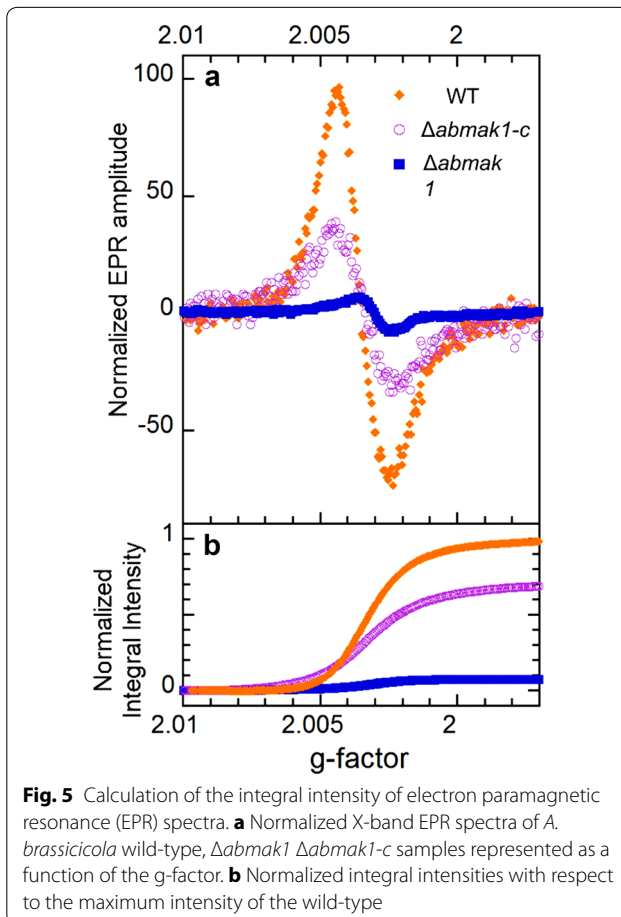 2.01 2.005 2
a
100
50
0
-50
Normalized EPR amplitude
WT
Δabmak1-c
Δabmak
1
b
1
0
Normalized
Integral Intensity
2.01 2.005 2
g-factor
Fig. 5 Calculation of the integral intensity of electron paramagnetic
resonance (EPR) spectra. a Normalized X-band EPR spectra of A.
brassicicola wild-type, Δabmak1 Δabmak1-c samples represented as a
function of the g-factor. b Normalized integral intensities with respect
to the maximum intensity of the wild-type